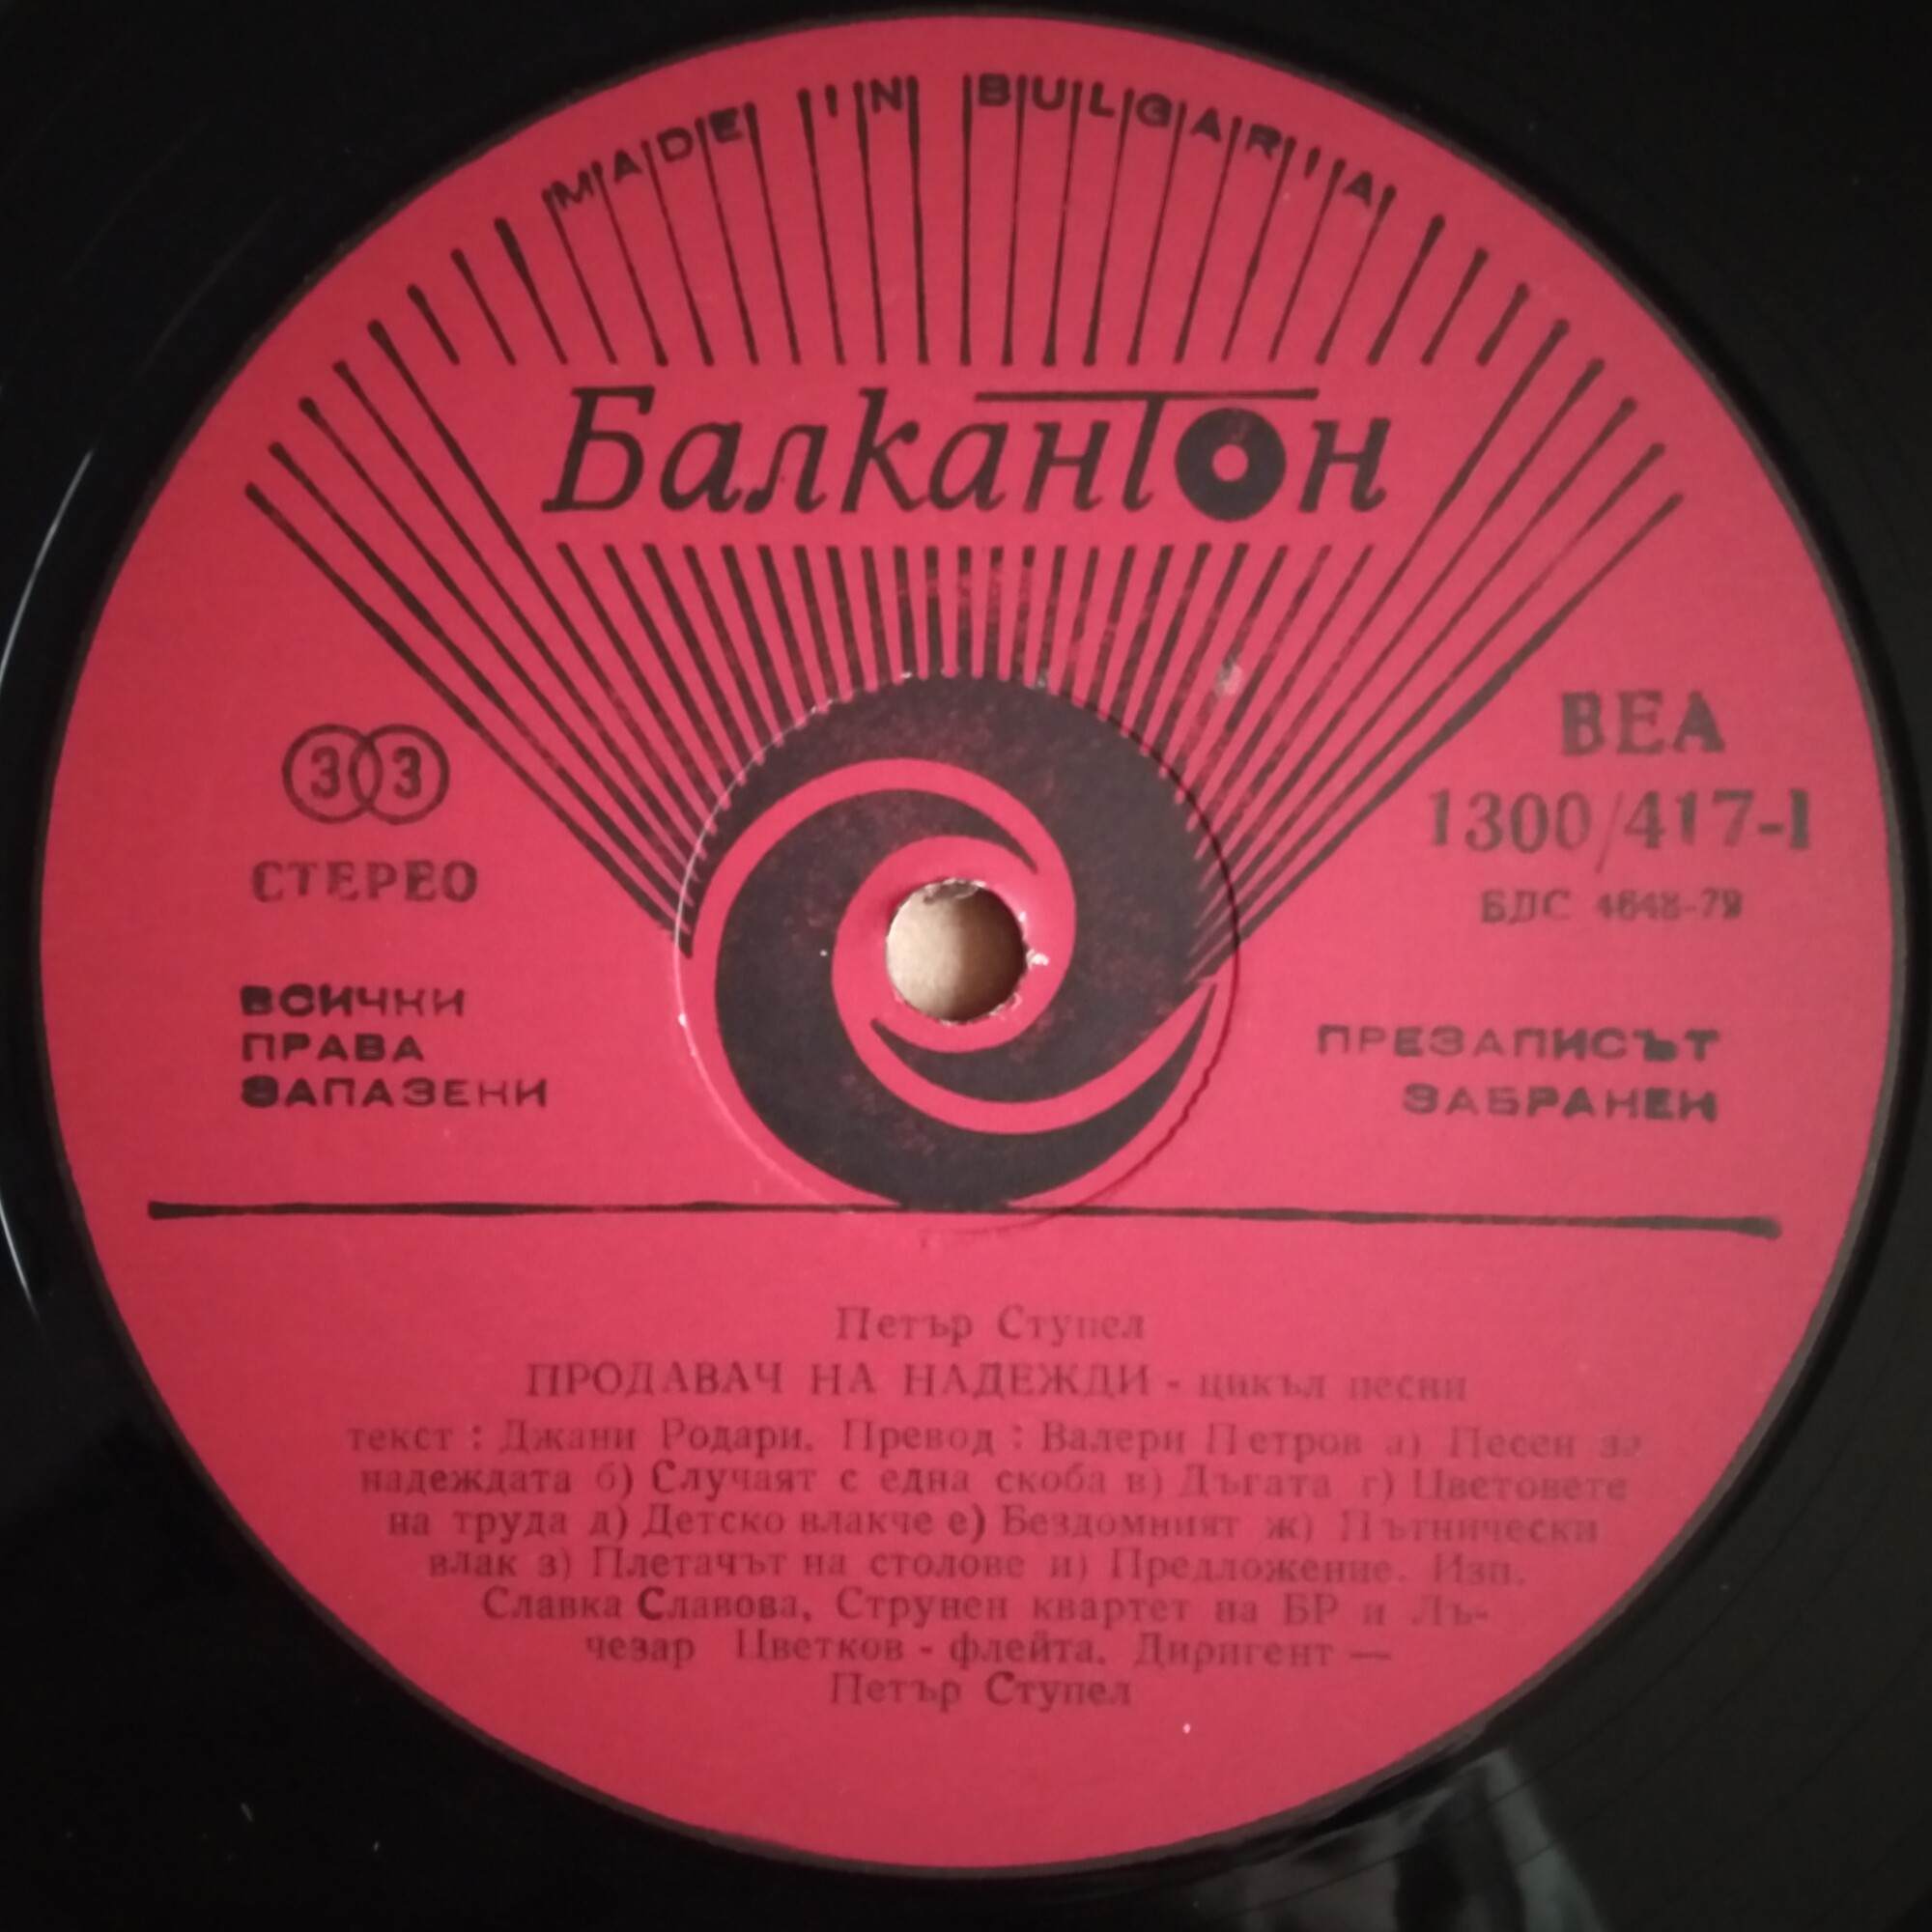 MADE IN BULGARIA
Балкантон
33
СТЕРЕО
ВЕА
1300/417-1
БДС 4648-79
ВСИЧКИ
ПРАВА
ЗАПАЗЕНИ
ПРЕЗАПИСЪТ
ЗАБРАНЕН
Петър Ступел
ПРОДАВАЧ НА НАДЕЖДИ - цикъл песни
текст : Джани Родари. Превод : Валери Петров а) Песен за
надеждата б) Случаят с една скоба в) Дъгата г) Цветовете
на труда д) Детско влакче е) Бездомният ж) Пътнически
влак з) Плетачът на столове и) Предложение. Изп.
Славка Славова, Струнен квартет на БР и Лъ-
чезар Цветков - флейта. Диригент —
Петър Ступел